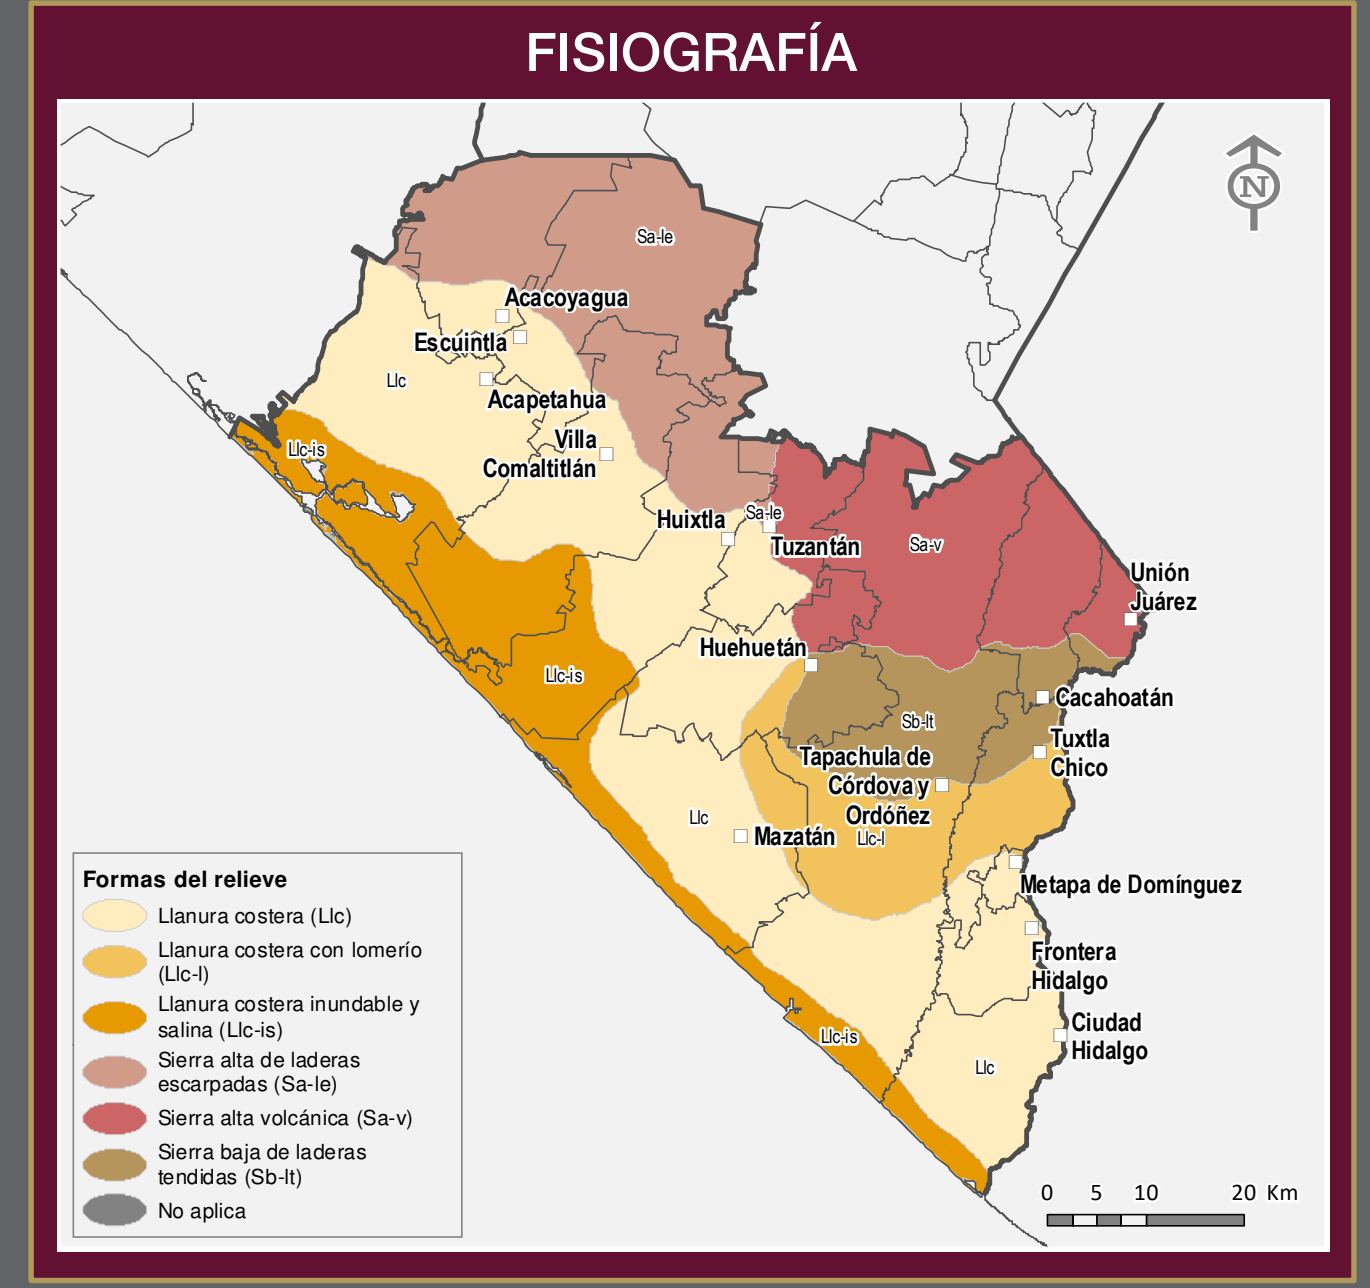 FISIOGRAFÍA
N
Sa-le
Acacoyagua
Escuintla
Llc
Acapetahua
Villa
Comaltitlán
Llc-is
Huixtla
Sa-le
Tuzantán
Sa-v
Unión
Juárez
Huehuetán
Llc-is
Cacahoatán
Sb-lt
Tuxtla
Chico
Tapachula de
Córdova y
Ordóñez
Llc
Mazatán
Llc-l
Metapa de Domínguez
Frontera
Hidalgo
Ciudad
Hidalgo
Llc-is
Llc
Formas del relieve
Llanura costera (Llc)
Llanura costera con lomerío
(Llc-l)
Llanura costera inundable y
salina (Llc-is)
Sierra alta de laderas
escarpadas (Sa-le)
Sierra alta volcánica (Sa-v)
Sierra baja de laderas
tendidas (Sb-lt)
No aplica
0 5 10 20 Km